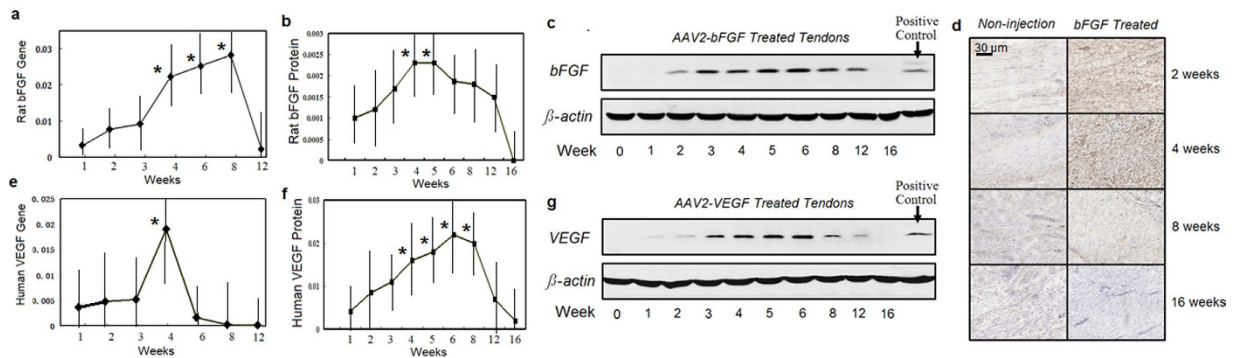 a
Rat bFGF Gene
0.03
0.02
0.01
0
1 2 3 4 6 8 12
Weeks
* * *
b
Rat bFGF Protein
0.003
0.0025
0.002
0.0015
0.001
0.0005
0
1 2 3 4 5 6 8 12 16
Weeks
* *
c
AAV2-bFGF Treated Tendons
Positive
Control
bFGF
ß-actin
Week 0 1 2 3 4 5 6 8 12 16
d
Non-injection bFGF Treated
30 µm
2 weeks
4 weeks
8 weeks
16 weeks
e
Human VEGF Gene
0.025
0.02
0.015
0.01
0.005
0
1 2 3 4 6 8 12
Weeks
*
f
Human VEGF Protein
0.03
0.02
0.01
0
1 2 3 4 5 6 8 12 16
Weeks
* * * *
g
AAV2-VEGF Treated Tendons
Positive
Control
VEGF
ß-actin
Week 0 1 2 3 4 5 6 8 12 16